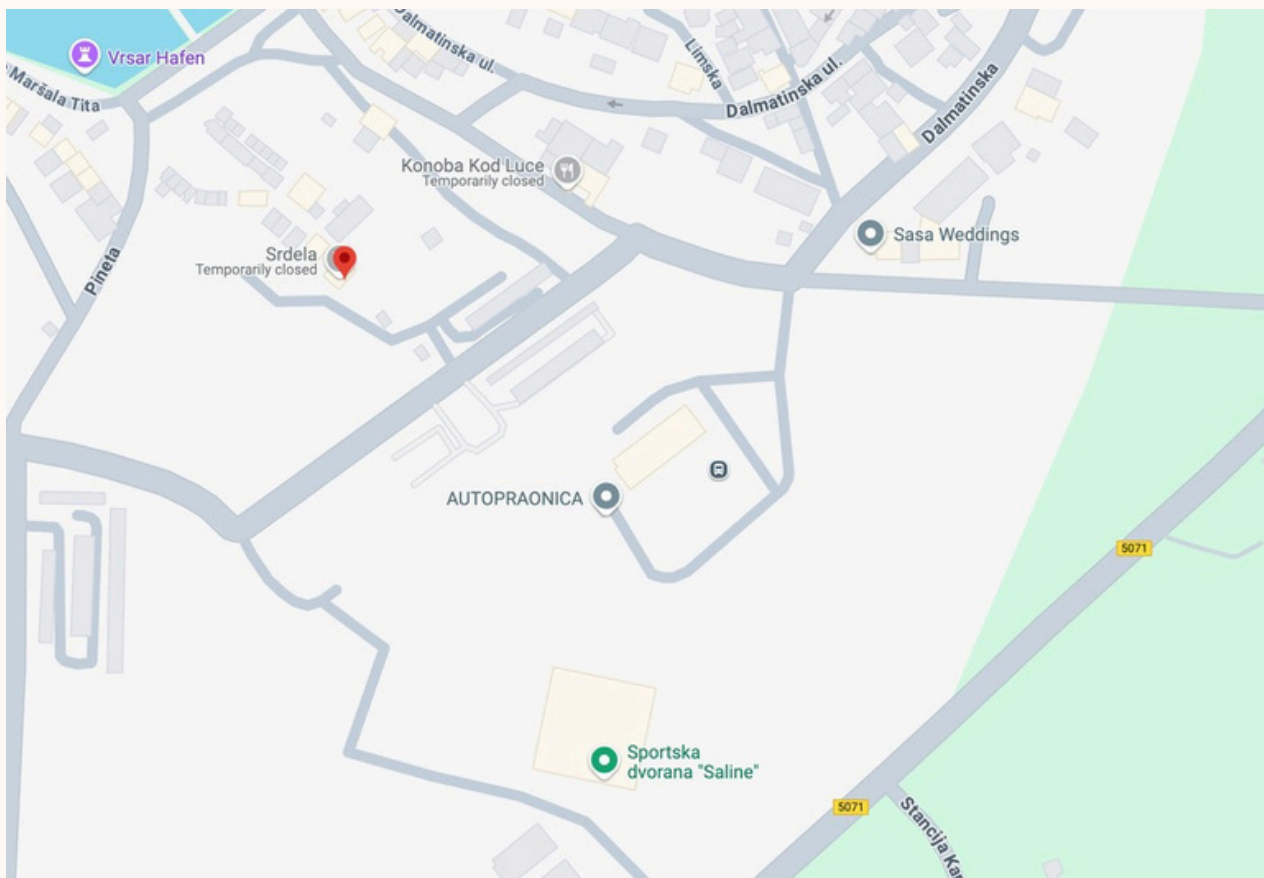 Vrsar Hafen
Maršala Tita
Dalmatinska ul.
Limska
Dalmatinska ul.
Dalmatinska
Konoba Kod Luce
Temporarily closed
Sasa Weddings
Srdela
Temporarily closed
Pineta
AUTOPRAONICA
5071
Sportska
dvorana "Saline"
5071
Stancija Kar